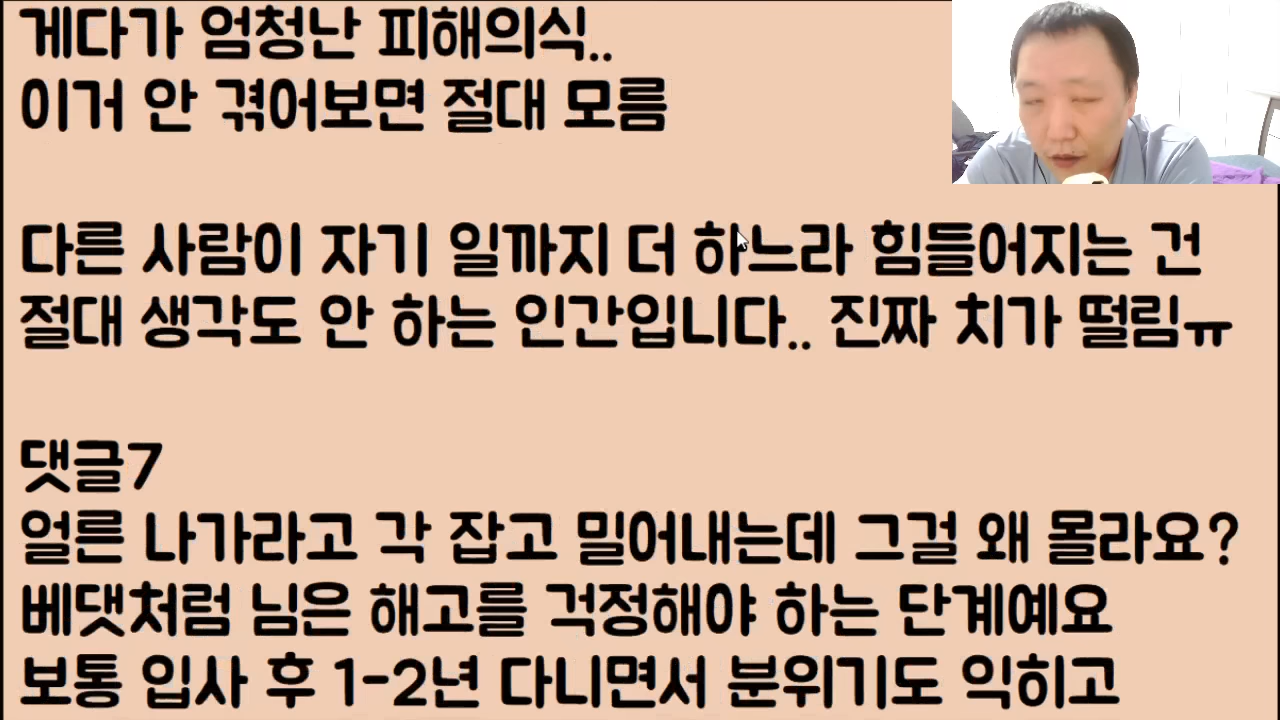 게다가 엄청난 피해의식..
이거 안 겪어보면 절대 모름
다른 사람이 자기 일까지 더 하느라 힘들어지는 건
절대 생각도 안 하는 인간입니다.. 진짜 치가 떨림ㅠ
댓글7
얼른 나가라고 각 잡고 밀어내는데 그걸 왜 몰라요?
베댓처럼 님은 해고를 걱정해야 하는 단계예요
보통 입사 후 1-2년 다니면서 분위기도 익히고